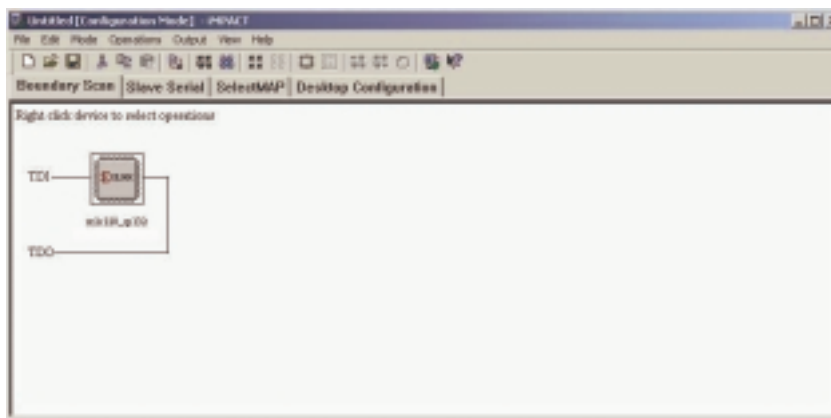 Untitled [Configuration Mode] - iMPACT
File Edit Mode Operations Output View Help
Boundary Scan Slave Serial SelectMAP Desktop Configuration
Right click device to select operations
TDI
TDO